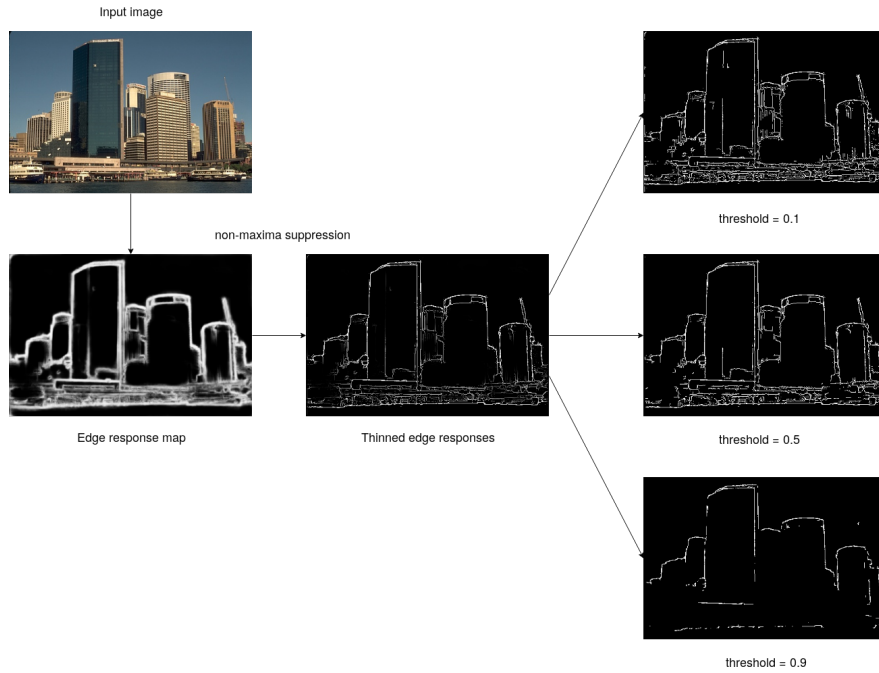 Input image
non-maxima suppression
threshold = 0.1
Edge response map
Thinned edge responses
threshold = 0.5
threshold = 0.9